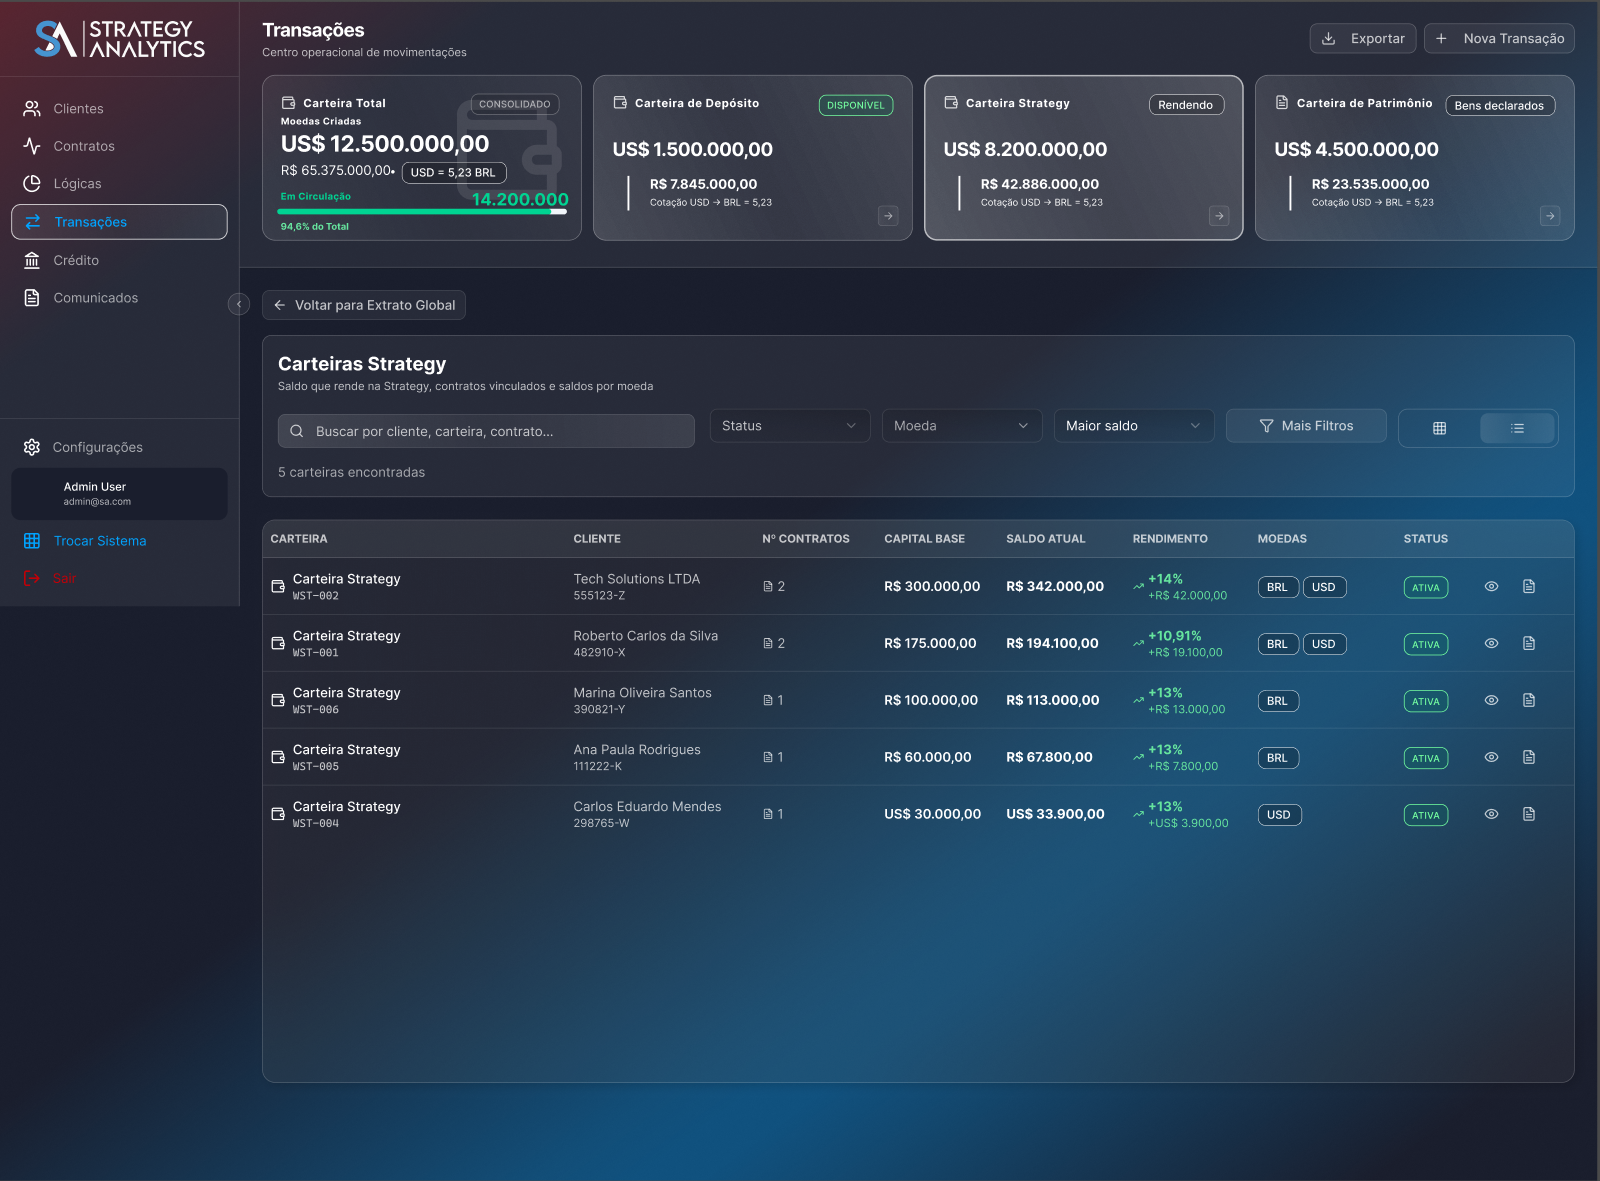 STRATEGY
ANALYTICS
Clientes
Contratos
Lógicas
Transações
Crédito
Comunicados
Configurações
Admin User
admin@sa.com
Trocar Sistema
Sair
Transações
Centro operacional de movimentações
Exportar
Nova Transação
Carteira Total
CONSOLIDADO
Moedas Criadas
US$ 12.500.000,00
R$ 65.375.000,00•
USD = 5,23 BRL
Em Circulação
14.200.000
94,6% do Total
Carteira de Depósito
DISPONÍVEL
US$ 1.500.000,00
R$ 7.845.000,00
Cotação USD → BRL = 5,23
Carteira Strategy
Rendendo
US$ 8.200.000,00
R$ 42.886.000,00
Cotação USD → BRL = 5,23
Carteira de Patrimônio
Bens declarados
US$ 4.500.000,00
R$ 23.535.000,00
Cotação USD → BRL = 5,23
Voltar para Extrato Global
Carteiras Strategy
Saldo que rende na Strategy, contratos vinculados e saldos por moeda
Buscar por cliente, carteira, contrato...
Status
Moeda
Maior saldo
Mais Filtros
5 carteiras encontradas
CARTEIRA CLIENTE Nº CONTRATOS CAPITAL BASE SALDO ATUAL RENDIMENTO MOEDAS STATUS
Carteira Strategy
WST-002
Tech Solutions LTDA
555123-Z
2
R$ 300.000,00
R$ 342.000,00
+14%
+R$ 42.000,00
BRL USD
ATIVA
Carteira Strategy
WST-001
Roberto Carlos da Silva
482910-X
2
R$ 175.000,00
R$ 194.100,00
+10,91%
+R$ 19.100,00
BRL USD
ATIVA
Carteira Strategy
WST-006
Marina Oliveira Santos
390821-Y
1
R$ 100.000,00
R$ 113.000,00
+13%
+R$ 13.000,00
BRL
ATIVA
Carteira Strategy
WST-005
Ana Paula Rodrigues
111222-K
1
R$ 60.000,00
R$ 67.800,00
+13%
+R$ 7.800,00
BRL
ATIVA
Carteira Strategy
WST-004
Carlos Eduardo Mendes
298765-W
1
US$ 30.000,00
US$ 33.900,00
+13%
+US$ 3.900,00
USD
ATIVA